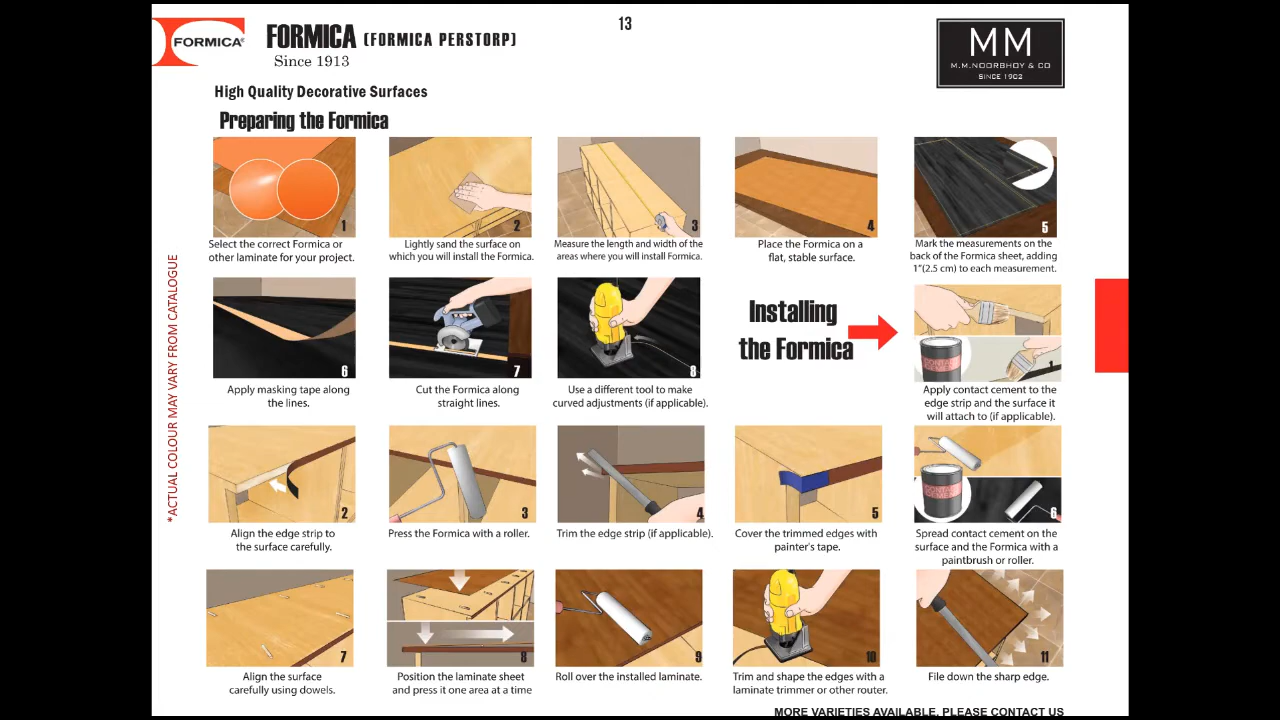 13
FORMICA®
FORMICA (FORMICA PERSTORP)
Since 1913
MM
M.M.NOORBHOY & CO
SINCE 1902
High Quality Decorative Surfaces
Preparing the Formica
1
Select the correct Formica or
other laminate for your project.
2
Lightly sand the surface on
which you will install the Formica.
3
Measure the length and width of the
areas where you will install Formica.
4
Place the Formica on a
flat, stable surface.
5
Mark the measurements on the
back of the Formica sheet, adding
1"(2.5 cm) to each measurement.
*ACTUAL COLOUR MAY VARY FROM CATALOGUE
6
Apply masking tape along
the lines.
7
Cut the Formica along
straight lines.
8
Use a different tool to make
curved adjustments (if applicable).
Installing
the Formica
1
Apply contact cement to the
edge strip and the surface it
will attach to (if applicable).
2
Align the edge strip to
the surface carefully.
3
Press the Formica with a roller.
4
Trim the edge strip (if applicable).
5
Cover the trimmed edges with
painter's tape.
6
Spread contact cement on the
surface and the Formica with a
paintbrush or roller.
7
Align the surface
carefully using dowels.
8
Position the laminate sheet
and press it one area at a time
9
Roll over the installed laminate.
10
Trim and shape the edges with a
laminate trimmer or other router.
11
File down the sharp edge.
MORE VARIETIES AVAILABLE, PLEASE CONTACT US